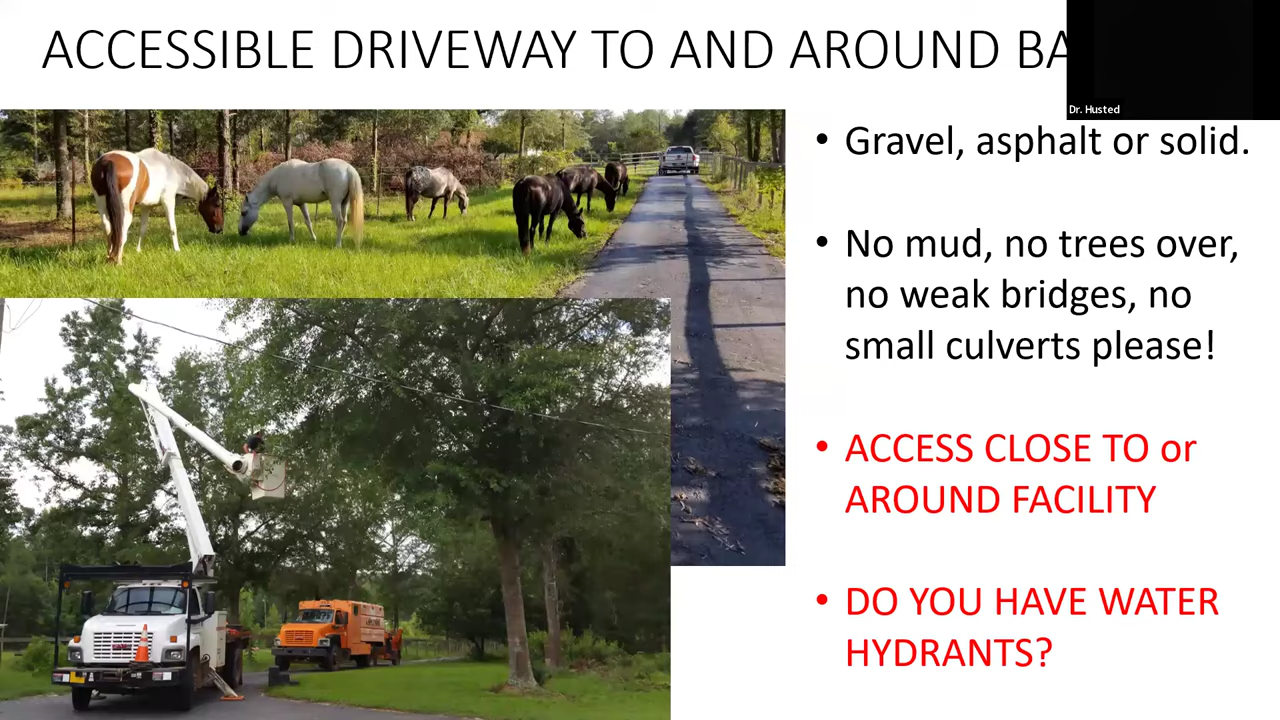 ACCESSIBLE DRIVEWAY TO AND AROUND BA
Dr. Husted
• Gravel, asphalt or solid.
• No mud, no trees over,
no weak bridges, no
small culverts please!
• ACCESS CLOSE TO or
AROUND FACILITY
• DO YOU HAVE WATER
HYDRANTS?